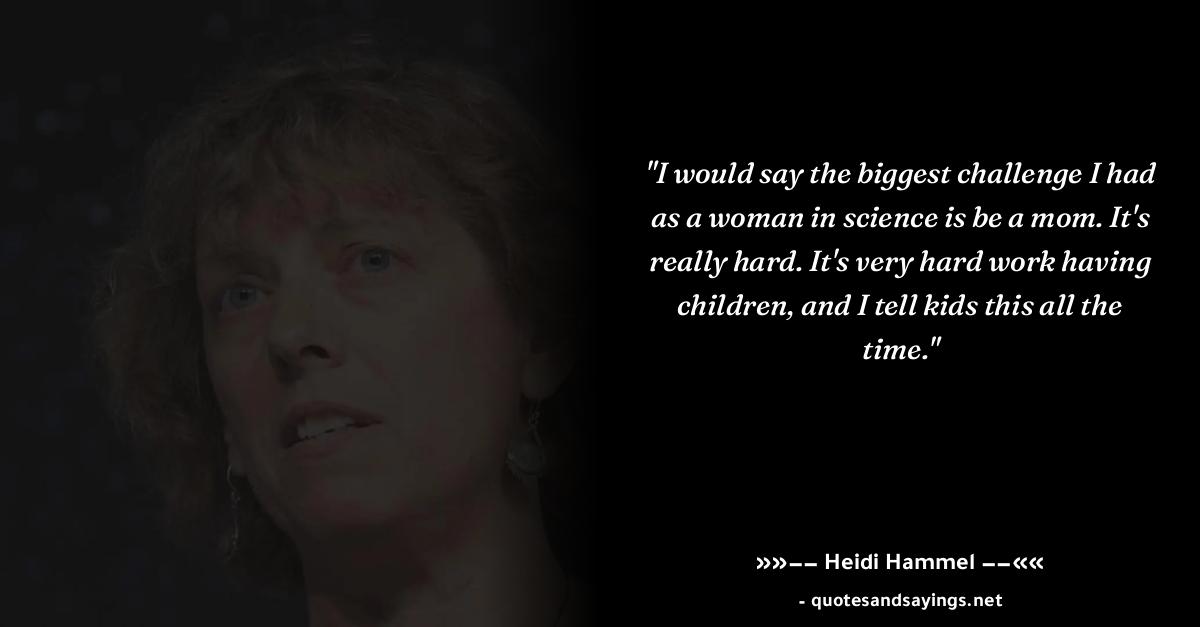 "I would say the biggest challenge I had
as a woman in science is be a mom. It's
really hard. It's very hard work having
children, and I tell kids this all the
time."
»»−− Heidi Hammel −−««
- quotesandsayings.net